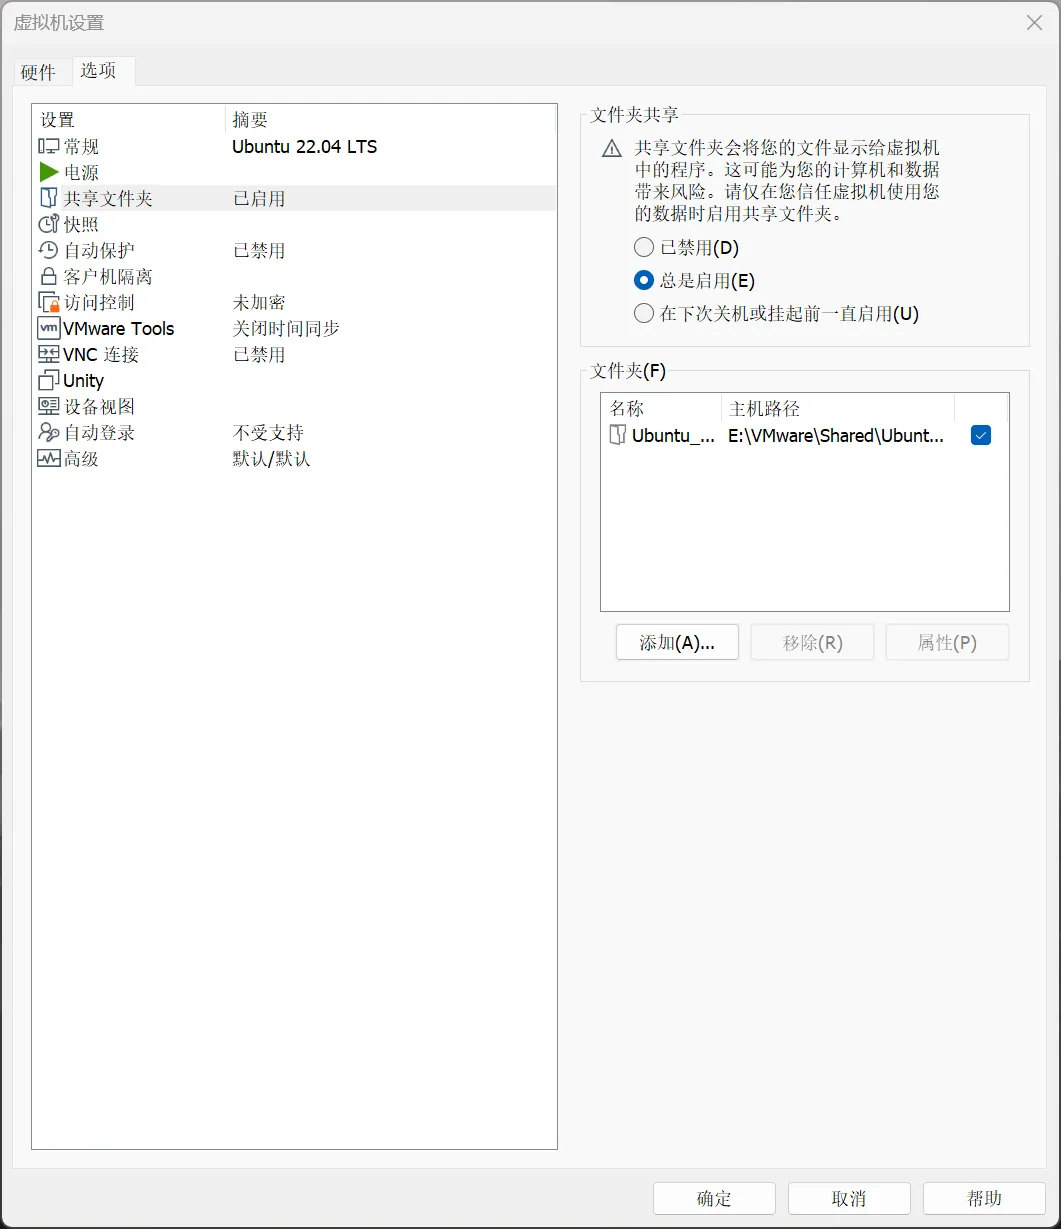 虚拟机设置
硬件 选项
设置 摘要
常规 Ubuntu 22.04 LTS
电源
共享文件夹 已启用
快照
自动保护 已禁用
客户机隔离
访问控制 未加密
vm VMware Tools 关闭时间同步
VNC 连接 已禁用
Unity
设备视图
自动登录 不受支持
高级 默认/默认
文件夹共享
共享文件夹会将您的文件显示给虚拟机
中的程序。这可能为您的计算机和数据
带来风险。请仅在您信任虚拟机使用您
的数据时启用共享文件夹。
已禁用(D)
总是启用(E)
在下次关机或挂起前一直启用(U)
文件夹(F)
名称 主机路径
Ubuntu_... E:\VMware\Shared\Ubunt...
添加(A)... 移除(R) 属性(P)
确定 取消 帮助